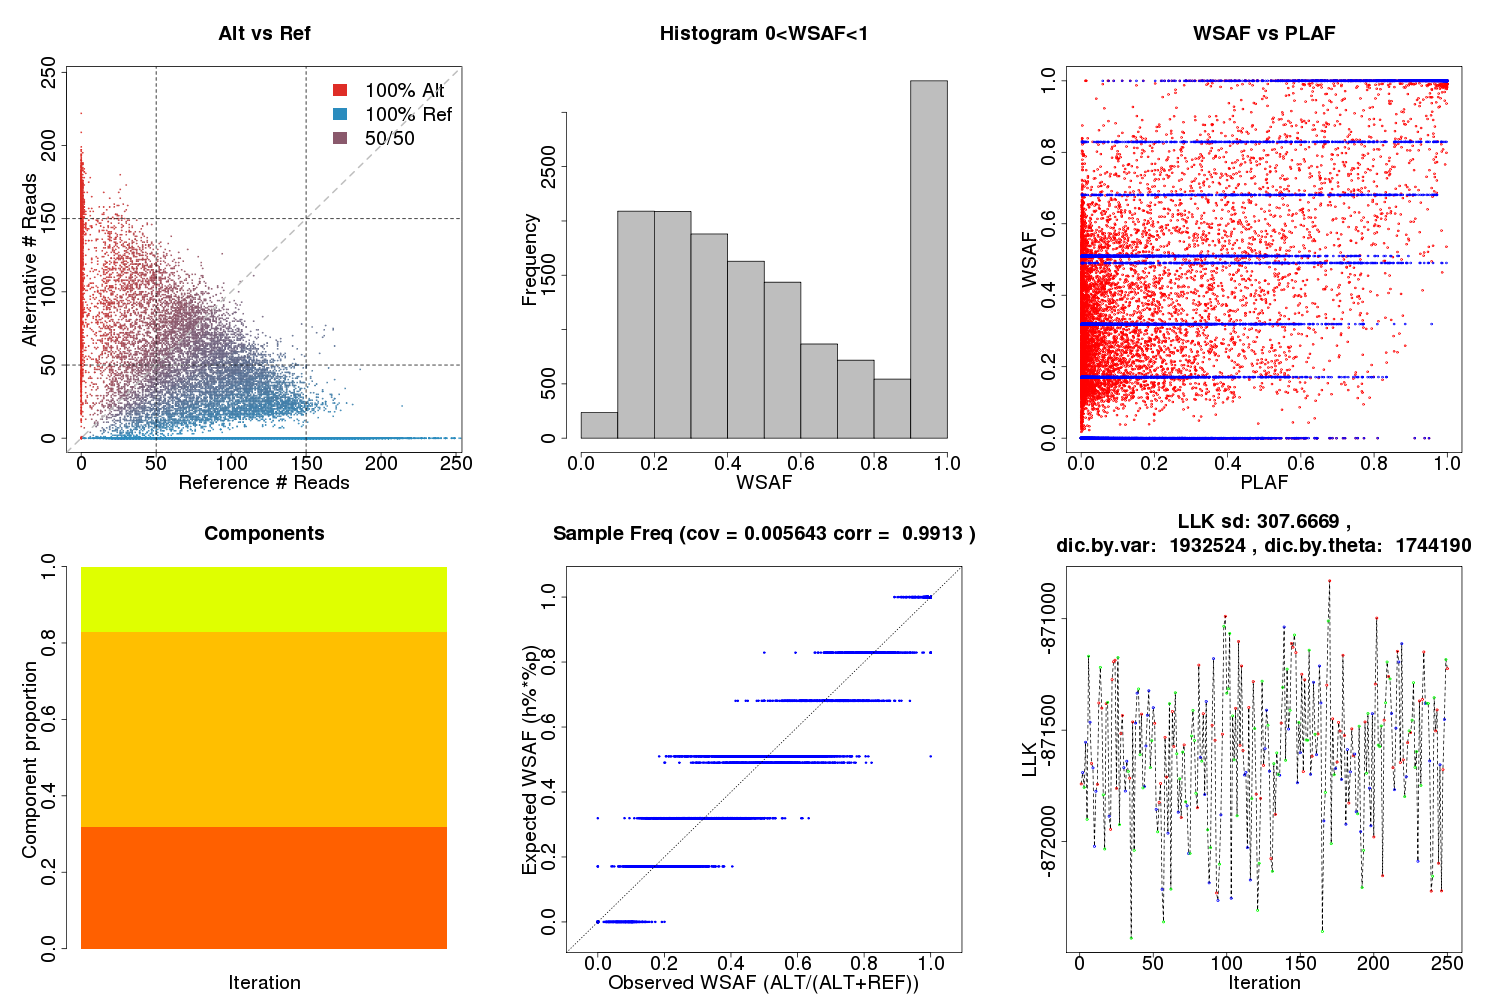 Alt vs Ref
250
200
150
100
50
0
Alternative # Reads
100% Alt
100% Ref
50/50
0 50 100 150 200 250
Reference # Reads
Histogram 0<WSAF<1
2500
1500
500
0
Frequency
0.0 0.2 0.4 0.6 0.8 1.0
WSAF
WSAF vs PLAF
1.0
0.8
0.6
0.4
0.2
0.0
WSAF
0.0 0.2 0.4 0.6 0.8 1.0
PLAF
Components
1.0
0.8
0.6
0.4
0.2
0.0
Component proportion
Iteration
Sample Freq (cov = 0.005643 corr = 0.9913 )
1.0
0.8
0.6
0.4
0.2
0.0
Expected WSAF (h%*%p)
0.0 0.2 0.4 0.6 0.8 1.0
Observed WSAF (ALT/(ALT+REF))
LLK sd: 307.6669 ,
dic.by.var: 1932524 , dic.by.theta: 1744190
-871000
-871500
-872000
LLK
0 50 100 150 200 250
Iteration